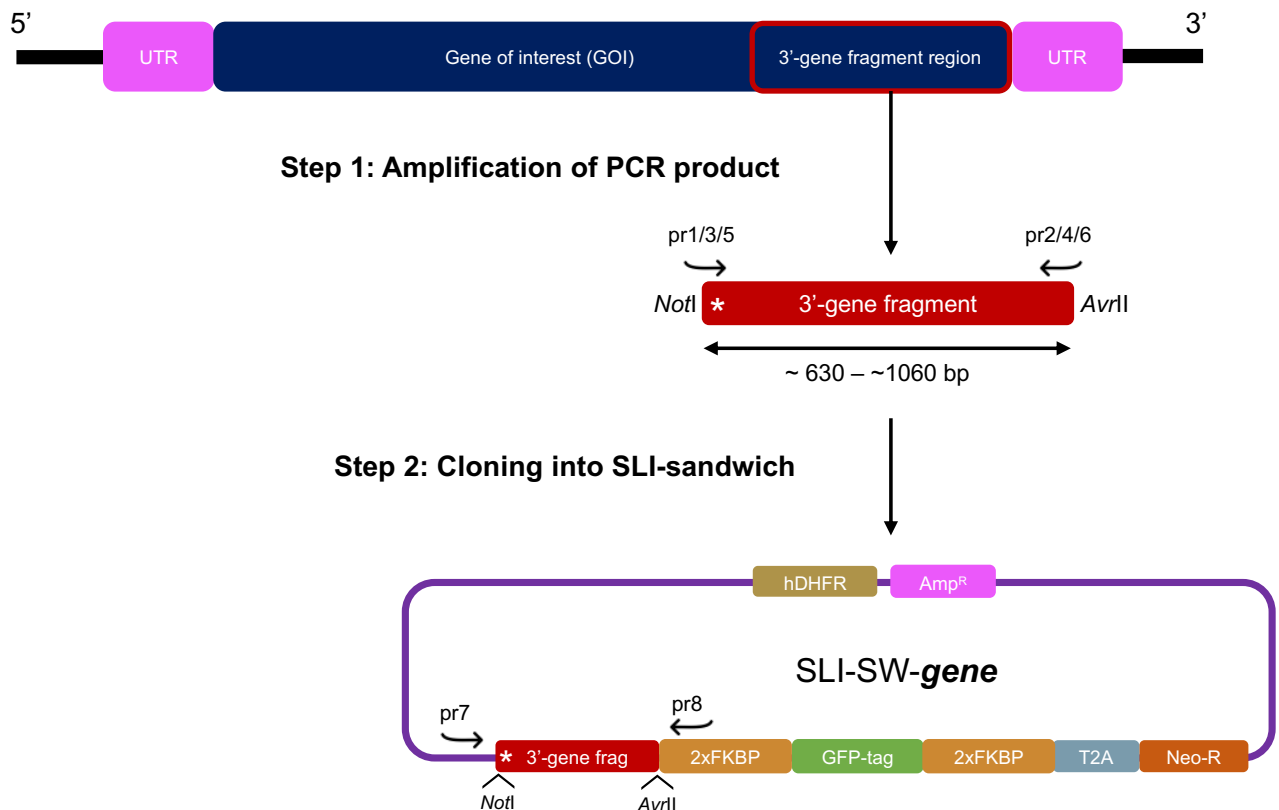 5’
3’
UTR
Gene of interest (GOI)
3’-gene fragment region
UTR
Step 1: Amplification of PCR product
pr1/3/5
pr2/4/6
NotI
*
3’-gene fragment
AvrII
~ 630 – ~1060 bp
Step 2: Cloning into SLI-sandwich
hDHFR
AmpR
SLI-SW-gene
pr7
pr8
*
3’-gene frag
2xFKBP
GFP-tag
2xFKBP
T2A
Neo-R
NotI
AvrII